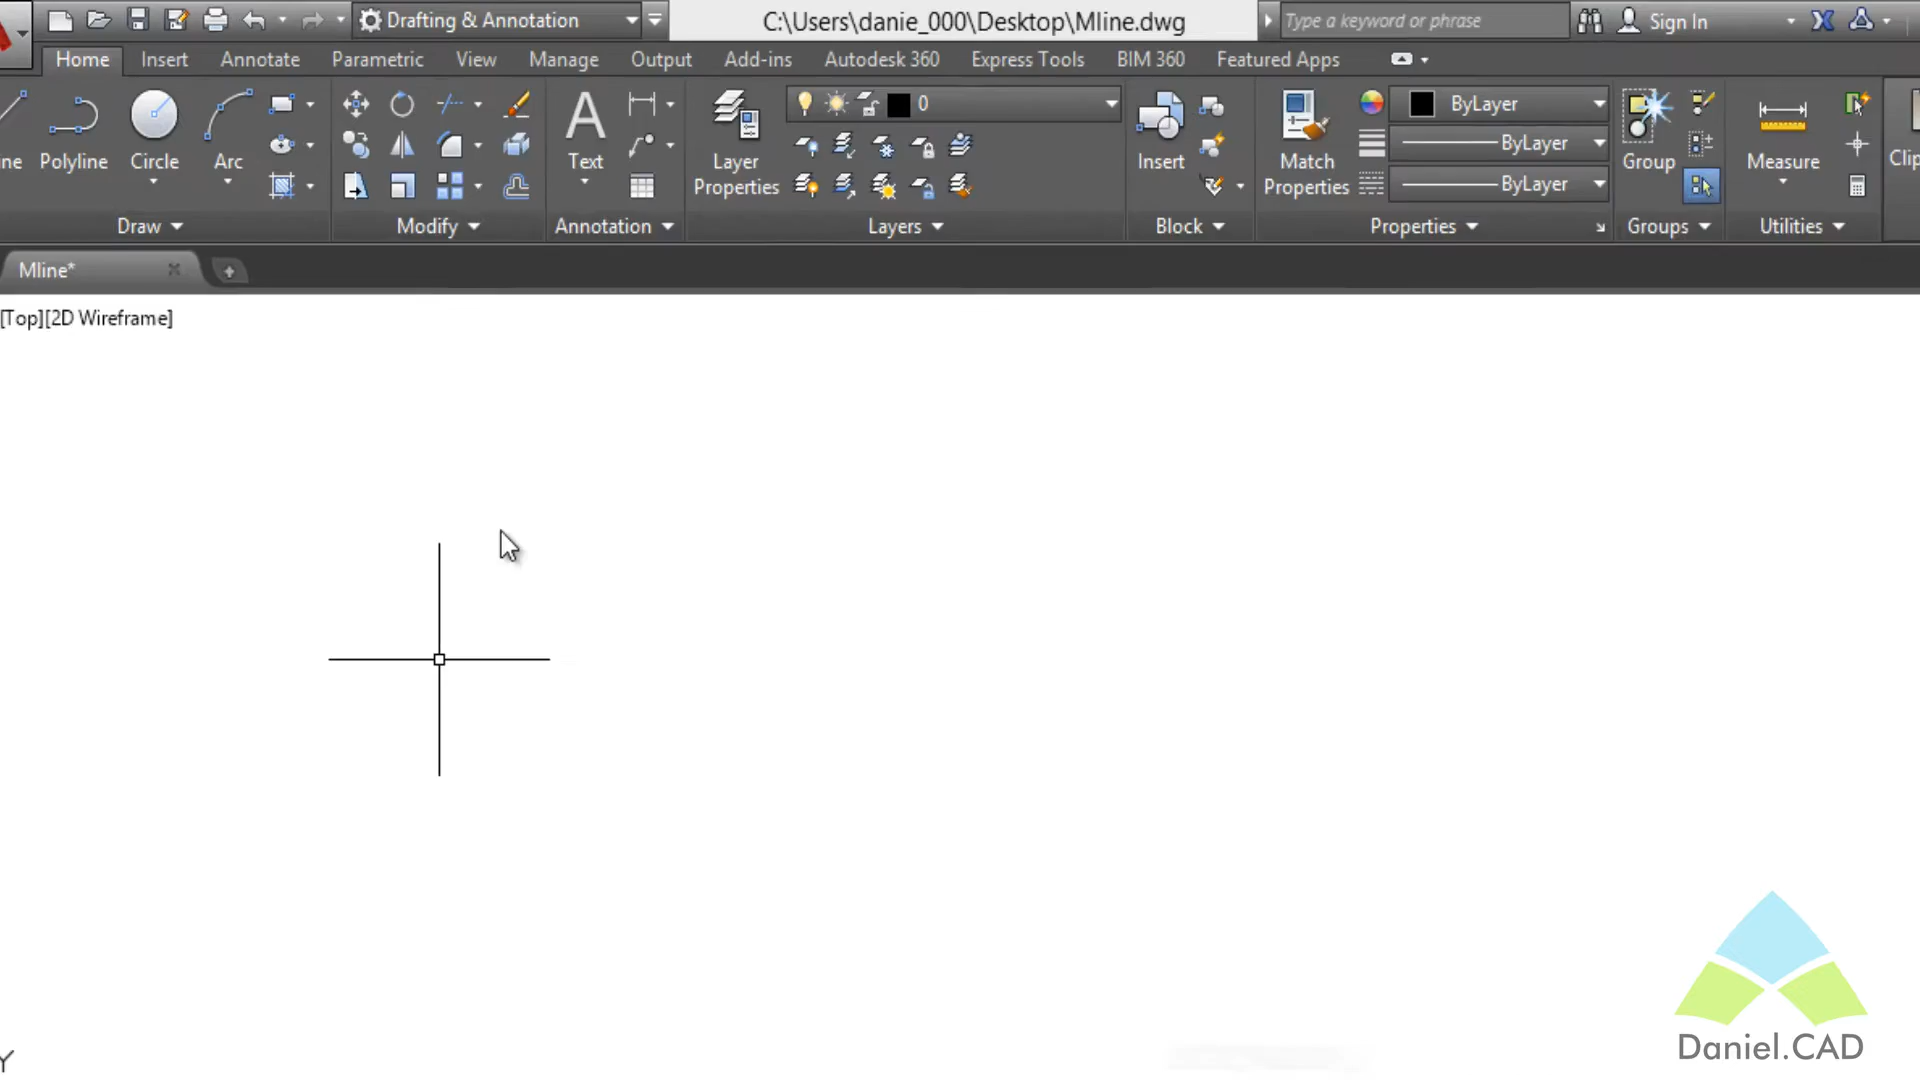 Drafting & Annotation
C:\Users\danie_000\Desktop\Mline.dwg
Type a keyword or phrase
Sign In
Home
Insert
Annotate
Parametric
View
Manage
Output
Add-ins
Autodesk 360
Express Tools
BIM 360
Featured Apps
ine
Polyline
Circle
Arc
Text
Layer
Properties
0
Insert
Match
Properties
ByLayer
ByLayer
ByLayer
Group
Measure
Clip
Draw
Modify
Annotation
Layers
Block
Properties
Groups
Utilities
Mline*
[Top][2D Wireframe]
Y
Daniel.CAD